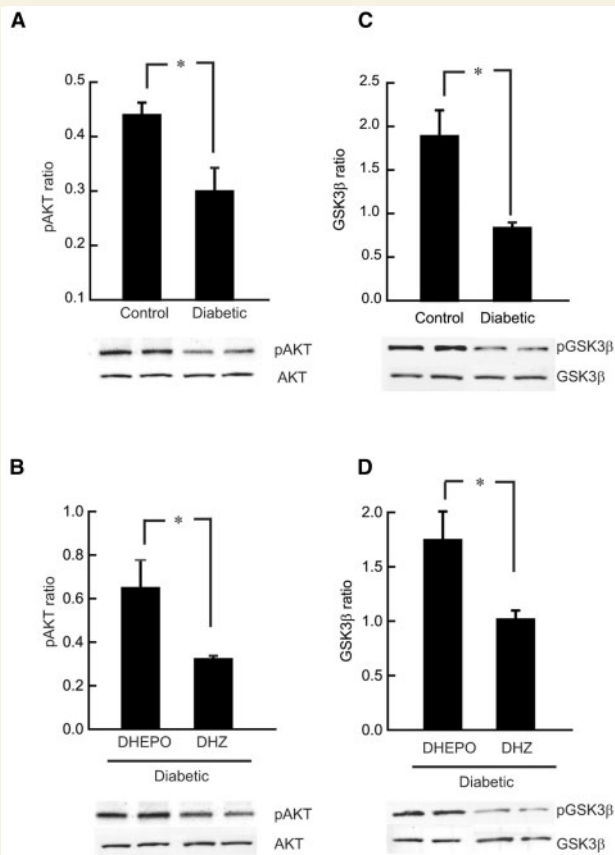 A
*
0.5
0.4
0.3
0.2
0.1
pAKT ratio
Control Diabetic
pAKT
AKT
C
*
2.5
2.0
1.5
1.0
0.5
0.0
GSK3β ratio
Control Diabetic
pGSK3β
GSK3β
B
*
1.0
0.8
0.6
0.4
0.2
0.0
pAKT ratio
DHEPO DHZ
Diabetic
pAKT
AKT
D
*
2.0
1.5
1.0
0.5
0.0
GSK3β ratio
DHEPO DHZ
Diabetic
pGSK3β
GSK3β